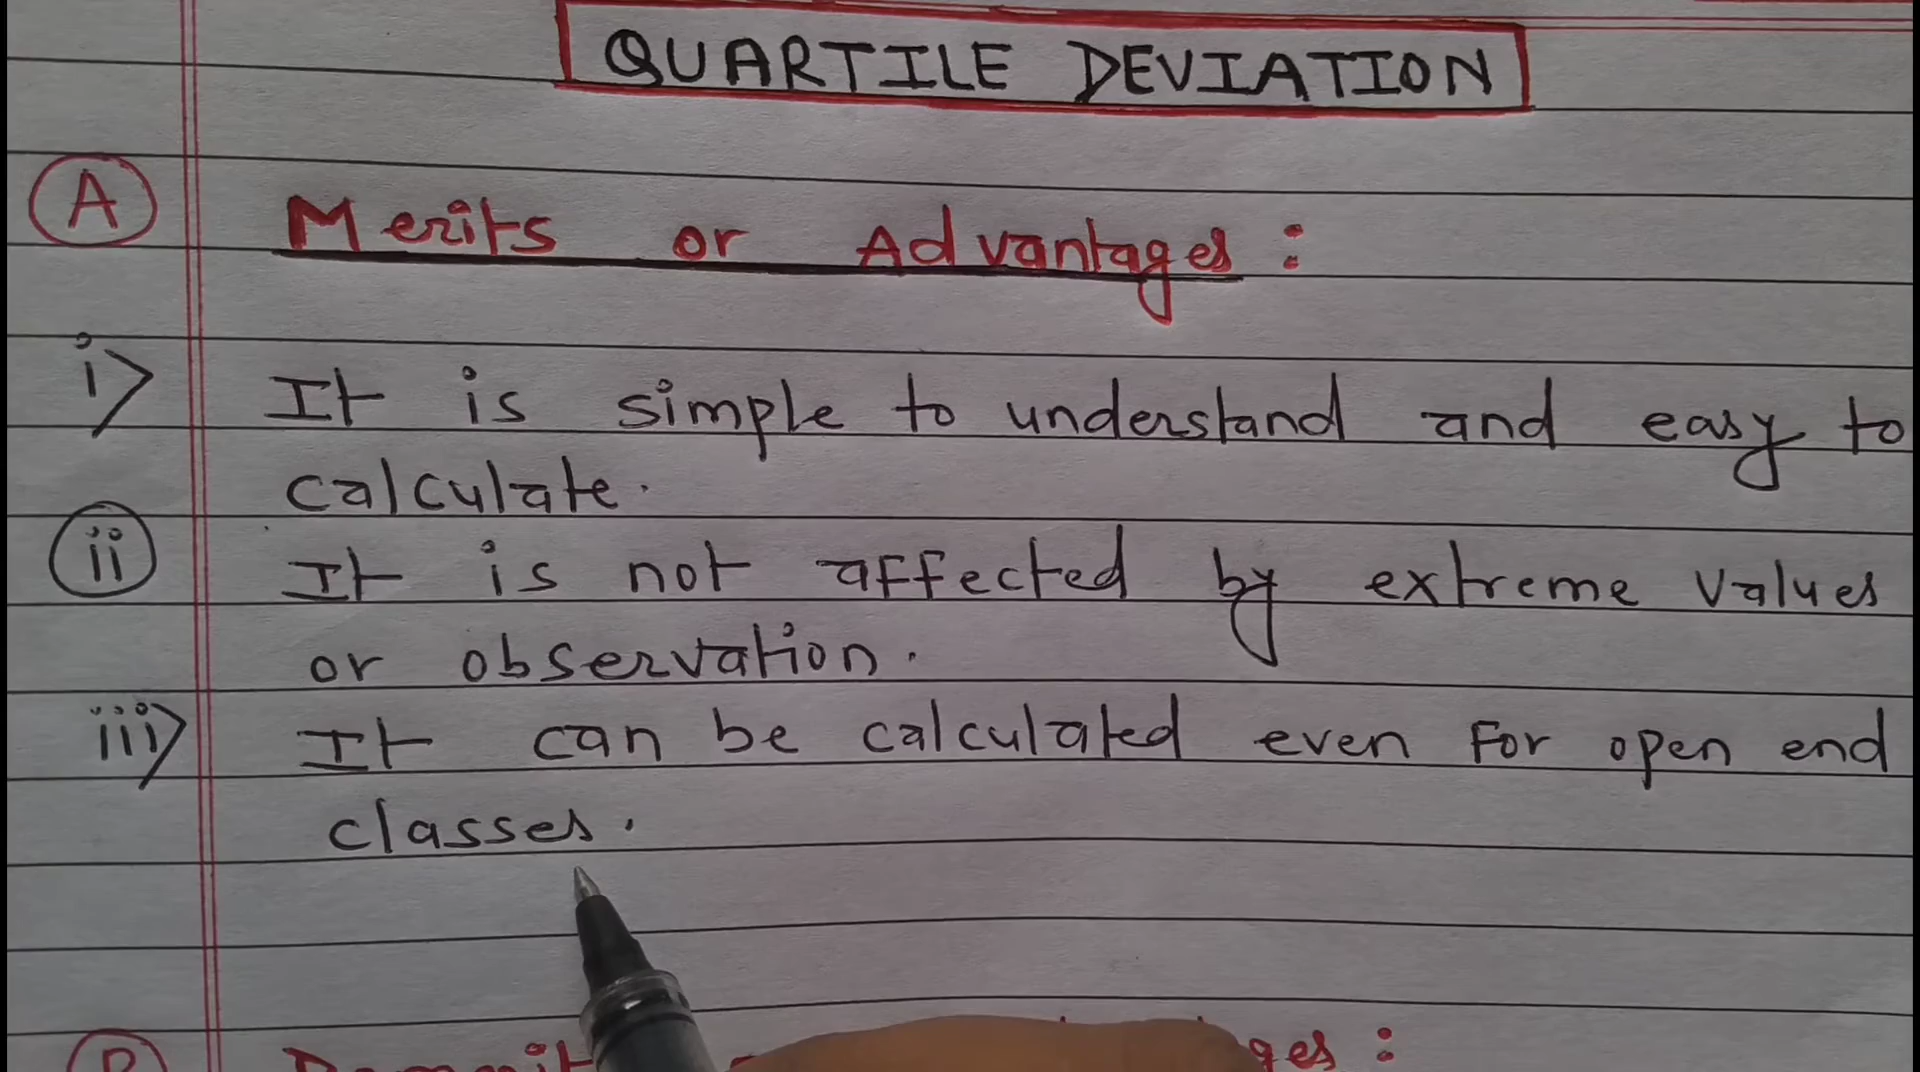 QUARTILE DEVIATION
A Merits or Advantages :
i) It is simple to understand and easy to
calculate.
ii It is not affected by extreme values
or observation.
iii) It can be calculated even for open end
classes.
ges :